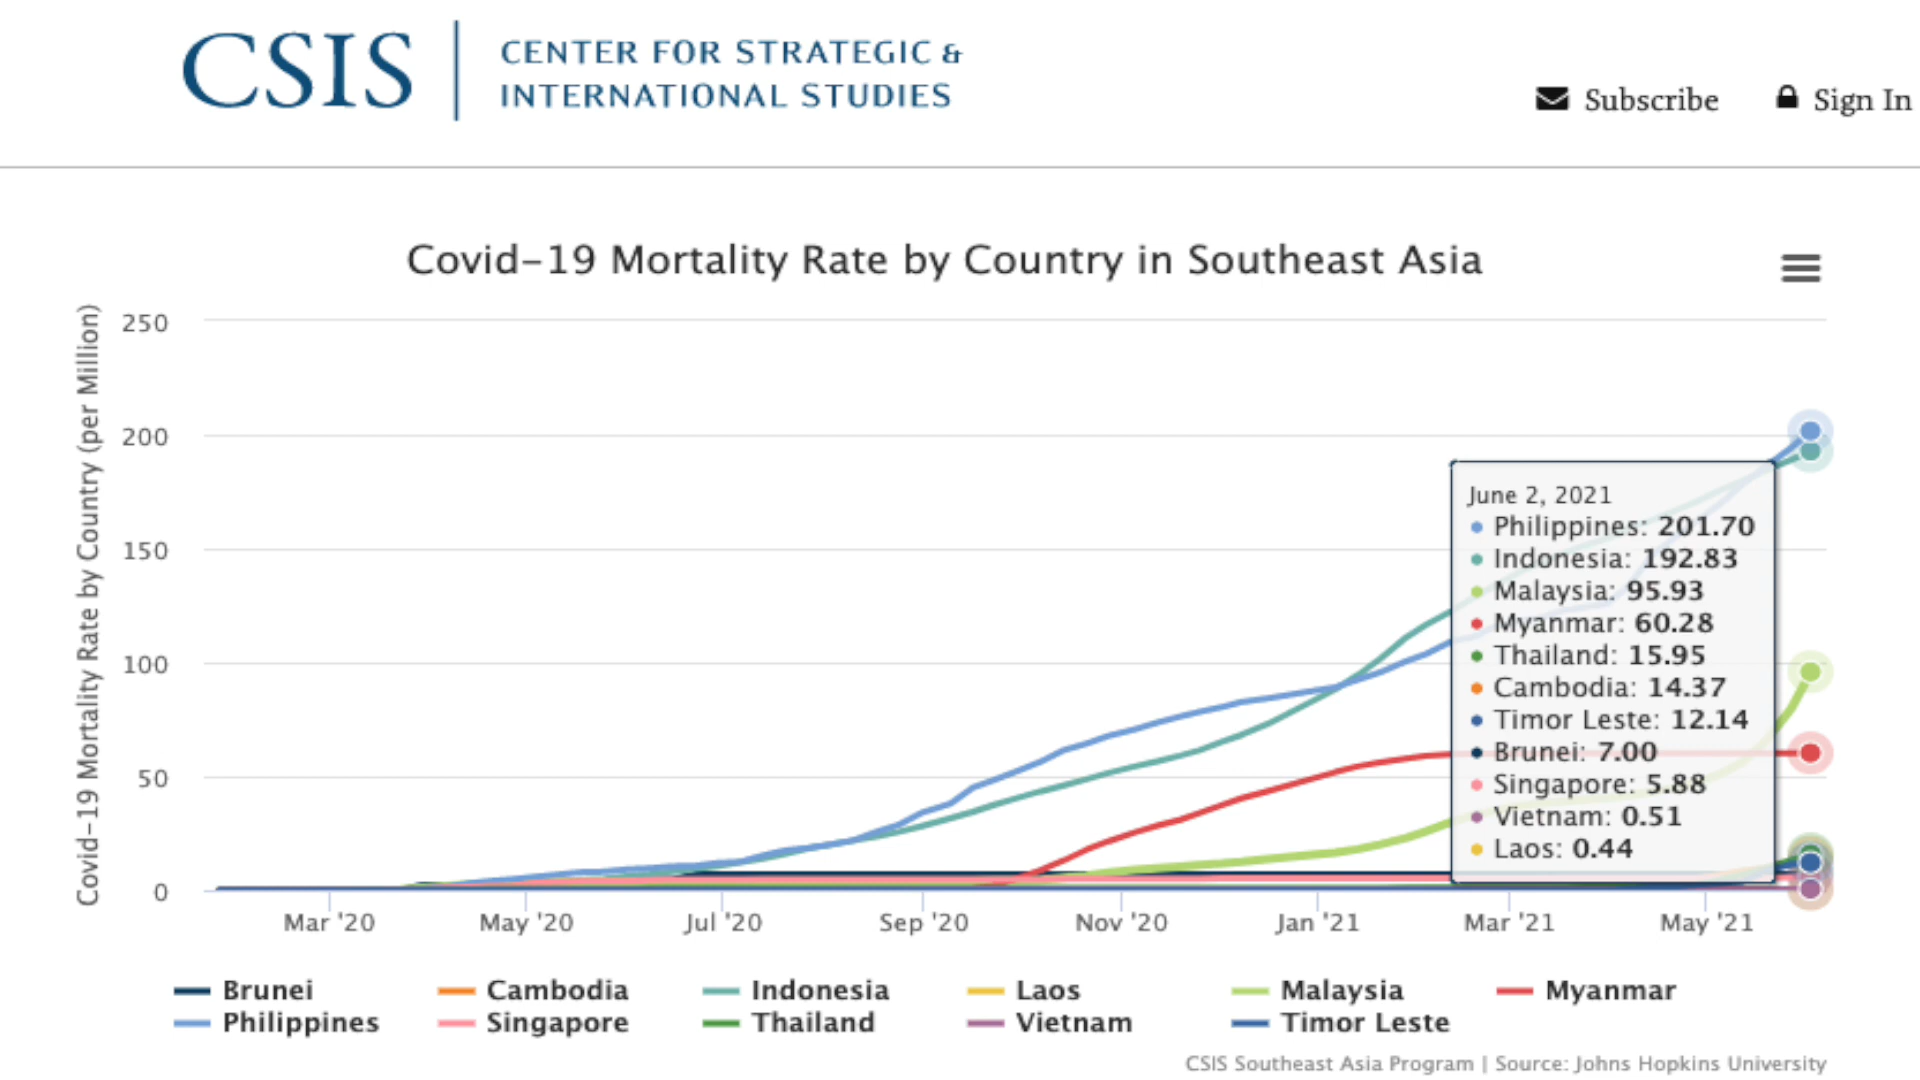 CSIS
CENTER FOR STRATEGIC &
INTERNATIONAL STUDIES
Subscribe
Sign In
Covid-19 Mortality Rate by Country in Southeast Asia
Covid-19 Mortality Rate by Country (per Million)
250
200
150
100
50
0
June 2, 2021
Philippines: 201.70
Indonesia: 192.83
Malaysia: 95.93
Myanmar: 60.28
Thailand: 15.95
Cambodia: 14.37
Timor Leste: 12.14
Brunei: 7.00
Singapore: 5.88
Vietnam: 0.51
Laos: 0.44
Mar '20 May '20 Jul '20 Sep '20 Nov '20 Jan '21 Mar '21 May '21
Brunei Cambodia Indonesia Laos Malaysia Myanmar
Philippines Singapore Thailand Vietnam Timor Leste
CSIS Southeast Asia Program | Source: Johns Hopkins University